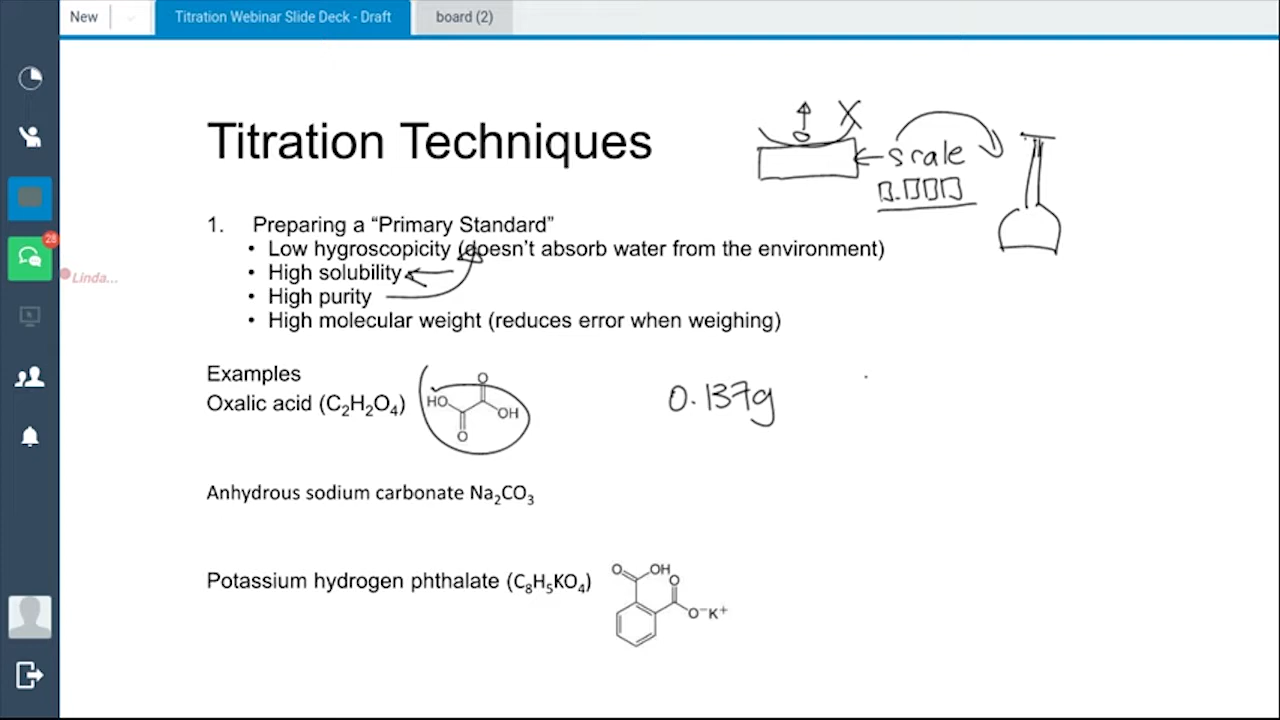 New
Titration Webinar Slide Deck - Draft
board (2)
28
Linda...
Titration Techniques
scale
0.000
1. Preparing a “Primary Standard”
• Low hygroscopicity (doesn’t absorb water from the environment)
• High solubility
• High purity
• High molecular weight (reduces error when weighing)
Examples
Oxalic acid (C₂H₂O₄)
O
HO
OH
O
0.137g
Anhydrous sodium carbonate Na₂CO₃
Potassium hydrogen phthalate (C₈H₅KO₄)
O
OH
O
O⁻K⁺